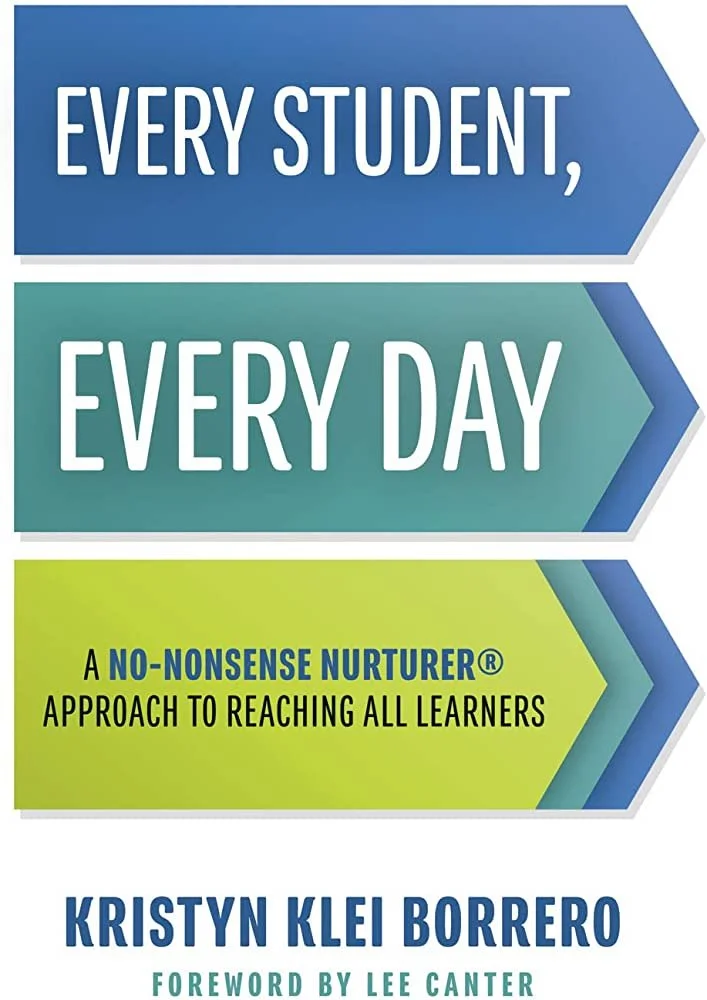 EVERY STUDENT,
EVERY DAY
A NO-NONSENSE NURTURER®
APPROACH TO REACHING ALL LEARNERS
KRISTYN KLEI BORRERO
FOREWORD BY LEE CANTER